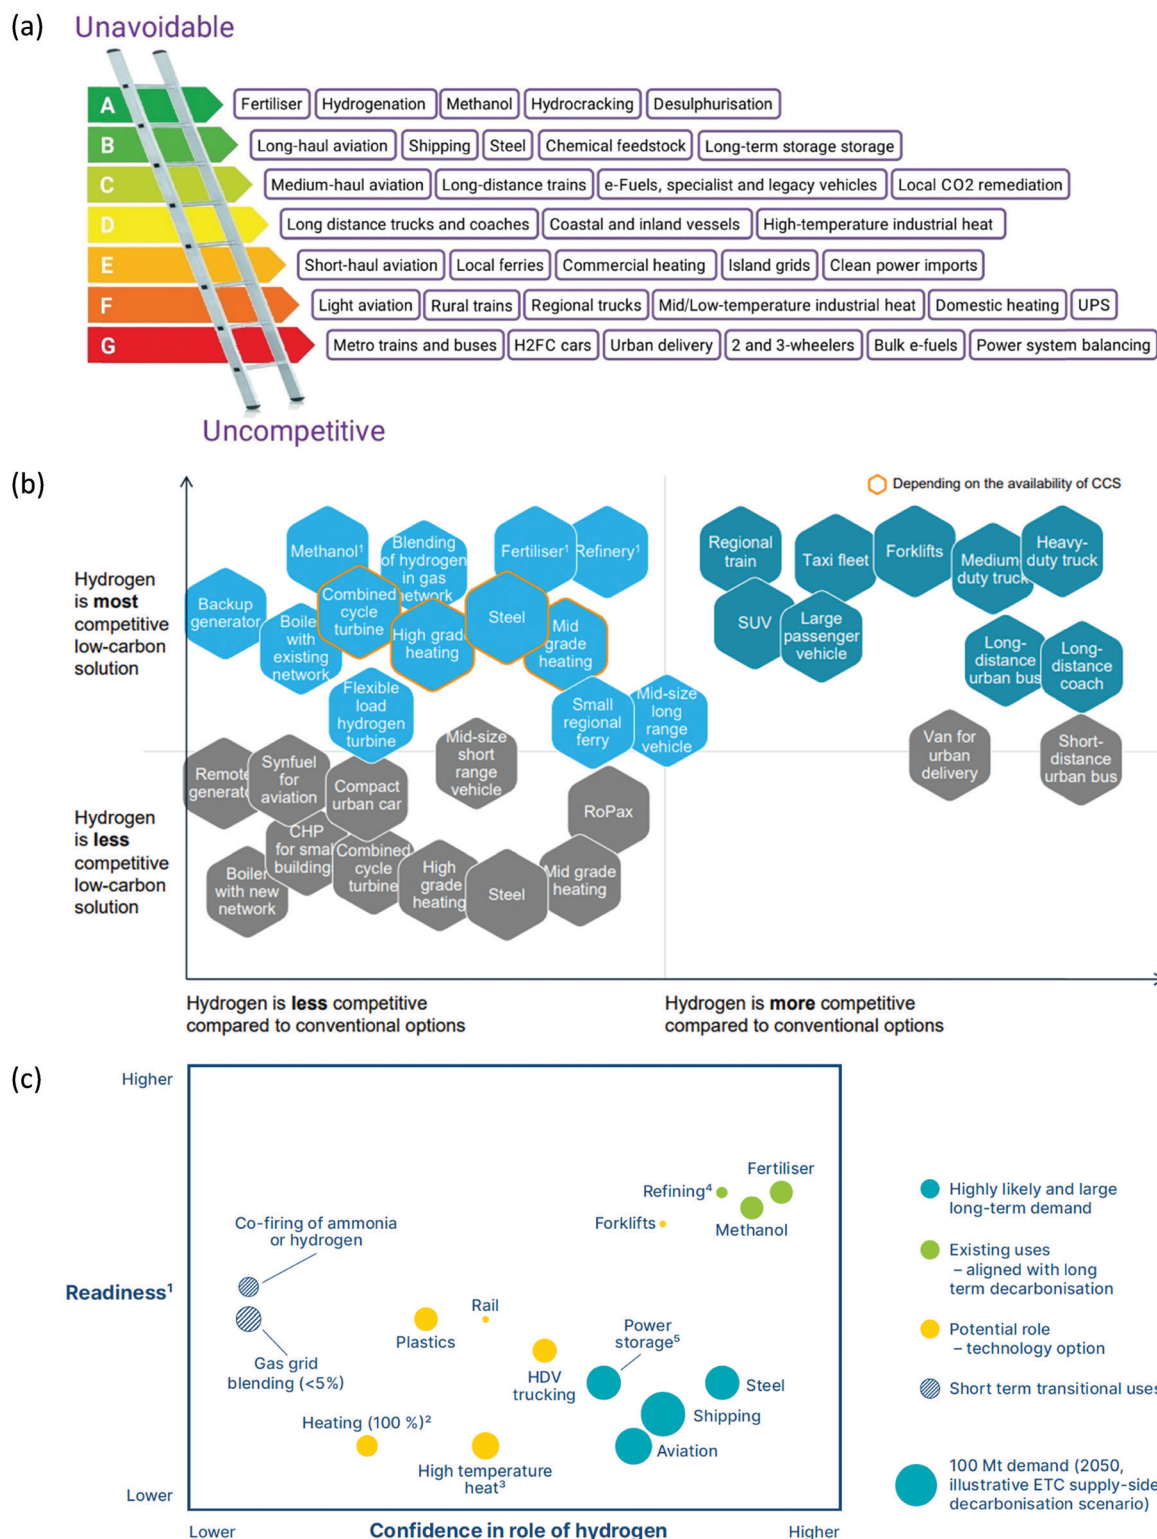 (a)
Unavoidable
A
Fertiliser
Hydrogenation
Methanol
Hydrocracking
Desulphurisation
B
Long-haul aviation
Shipping
Steel
Chemical feedstock
Long-term storage storage
C
Medium-haul aviation
Long-distance trains
e-Fuels, specialist and legacy vehicles
Local CO2 remediation
D
Long distance trucks and coaches
Coastal and inland vessels
High-temperature industrial heat
E
Short-haul aviation
Local ferries
Commercial heating
Island grids
Clean power imports
F
Light aviation
Rural trains
Regional trucks
Mid/Low-temperature industrial heat
Domestic heating
UPS
G
Metro trains and buses
H2FC cars
Urban delivery
2 and 3-wheelers
Bulk e-fuels
Power system balancing
Uncompetitive
(b)
Depending on the availability of CCS
Hydrogen
is most
competitive
low-carbon
solution
Methanol¹
Blending
of hydrogen
in gas
network
Fertiliser¹
Refinery¹
Backup
generator
Boiler
with
existing
network
Combined
cycle
turbine
High grade
heating
Steel
Mid
grade
heating
Flexible
load
hydrogen
turbine
Small
regional
ferry
Mid-size
long
range
vehicle
Regional
train
Taxi fleet
Forklifts
Medium-
duty truck
Heavy-
duty truck
SUV
Large
passenger
vehicle
Long-
distance
urban bus
Long-
distance
coach
Hydrogen
is less
competitive
low-carbon
solution
Remote
generator
Synfuel
for
aviation
Compact
urban car
Mid-size
short
range
vehicle
RoPax
Van for
urban
delivery
Short-
distance
urban bus
Boiler
with new
network
CHP
for small
buildings
Combined
cycle
turbine
High
grade
heating
Steel
Mid grade
heating
Hydrogen is less competitive
compared to conventional options
Hydrogen is more competitive
compared to conventional options
(c)
Higher
Readiness¹
Lower
Fertiliser
Refining⁴
Methanol
Forklifts
Co-firing of ammonia
or hydrogen
Gas grid
blending (<5%)
Rail
Plastics
Power
storage⁵
HDV
trucking
Steel
Shipping
Aviation
Heating (100 %)²
High temperature
heat³
Lower
Confidence in role of hydrogen
Higher
Highly likely and large
long-term demand
Existing uses
– aligned with long
term decarbonisation
Potential role
– technology option
Short term transitional uses
100 Mt demand (2050,
illustrative ETC supply-side
decarbonisation scenario)